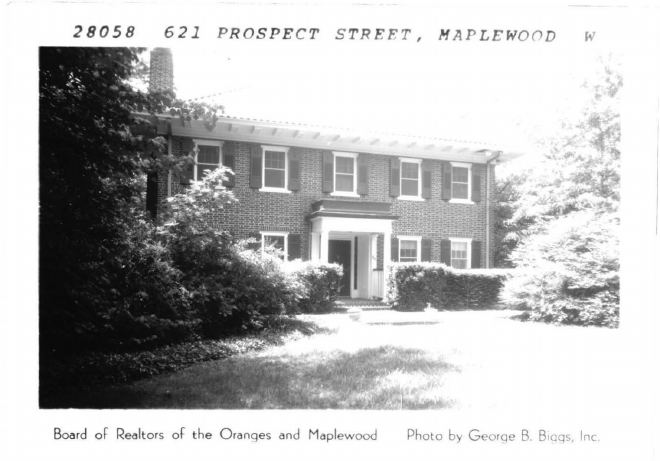 28058 621 PROSPECT STREET, MAPLEWOOD W
Board of Realtors of the Oranges and Maplewood Photo by George B. Biggs, Inc.